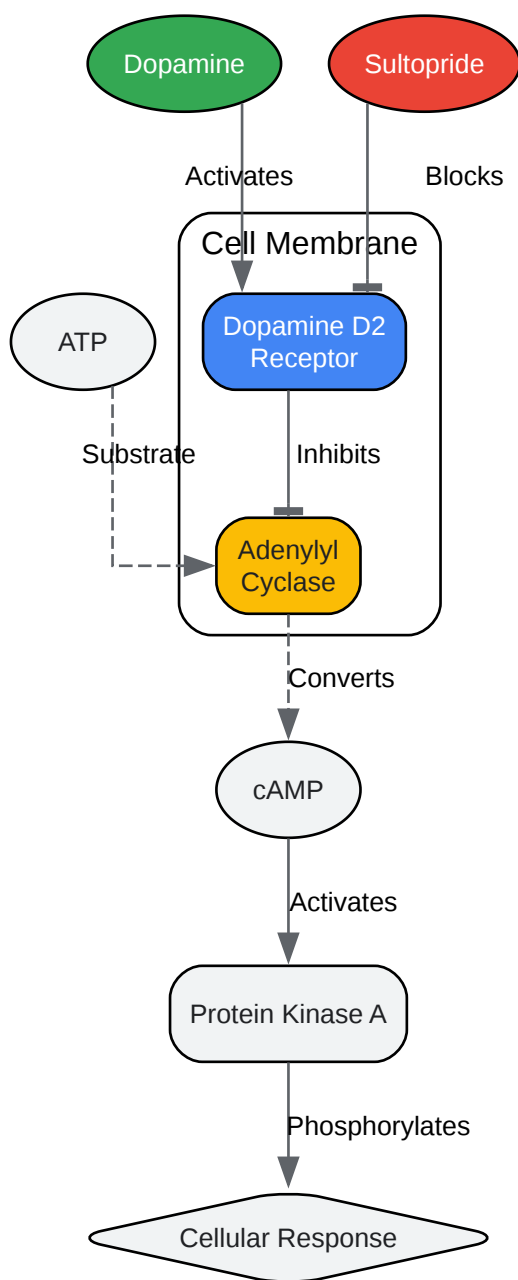 Dopamine
Sultopride
Activates
Blocks
Cell Membrane
Dopamine D2
Receptor
ATP
Substrate
Inhibits
Adenylyl
Cyclase
Converts
cAMP
Activates
Protein Kinase A
Phosphorylates
Cellular Response